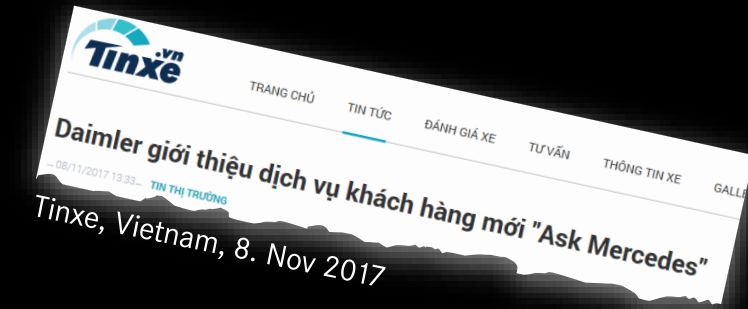 Tinxe.vn
TRANG CHỦ TIN TỨC ĐÁNH GIÁ XE TƯ VẤN THÔNG TIN XE GALLE
Daimler giới thiệu dịch vụ khách hàng mới "Ask Mercedes"
08/11/2017 13:33 TIN THỊ TRƯỜNG
Tinxe, Vietnam, 8. Nov 2017